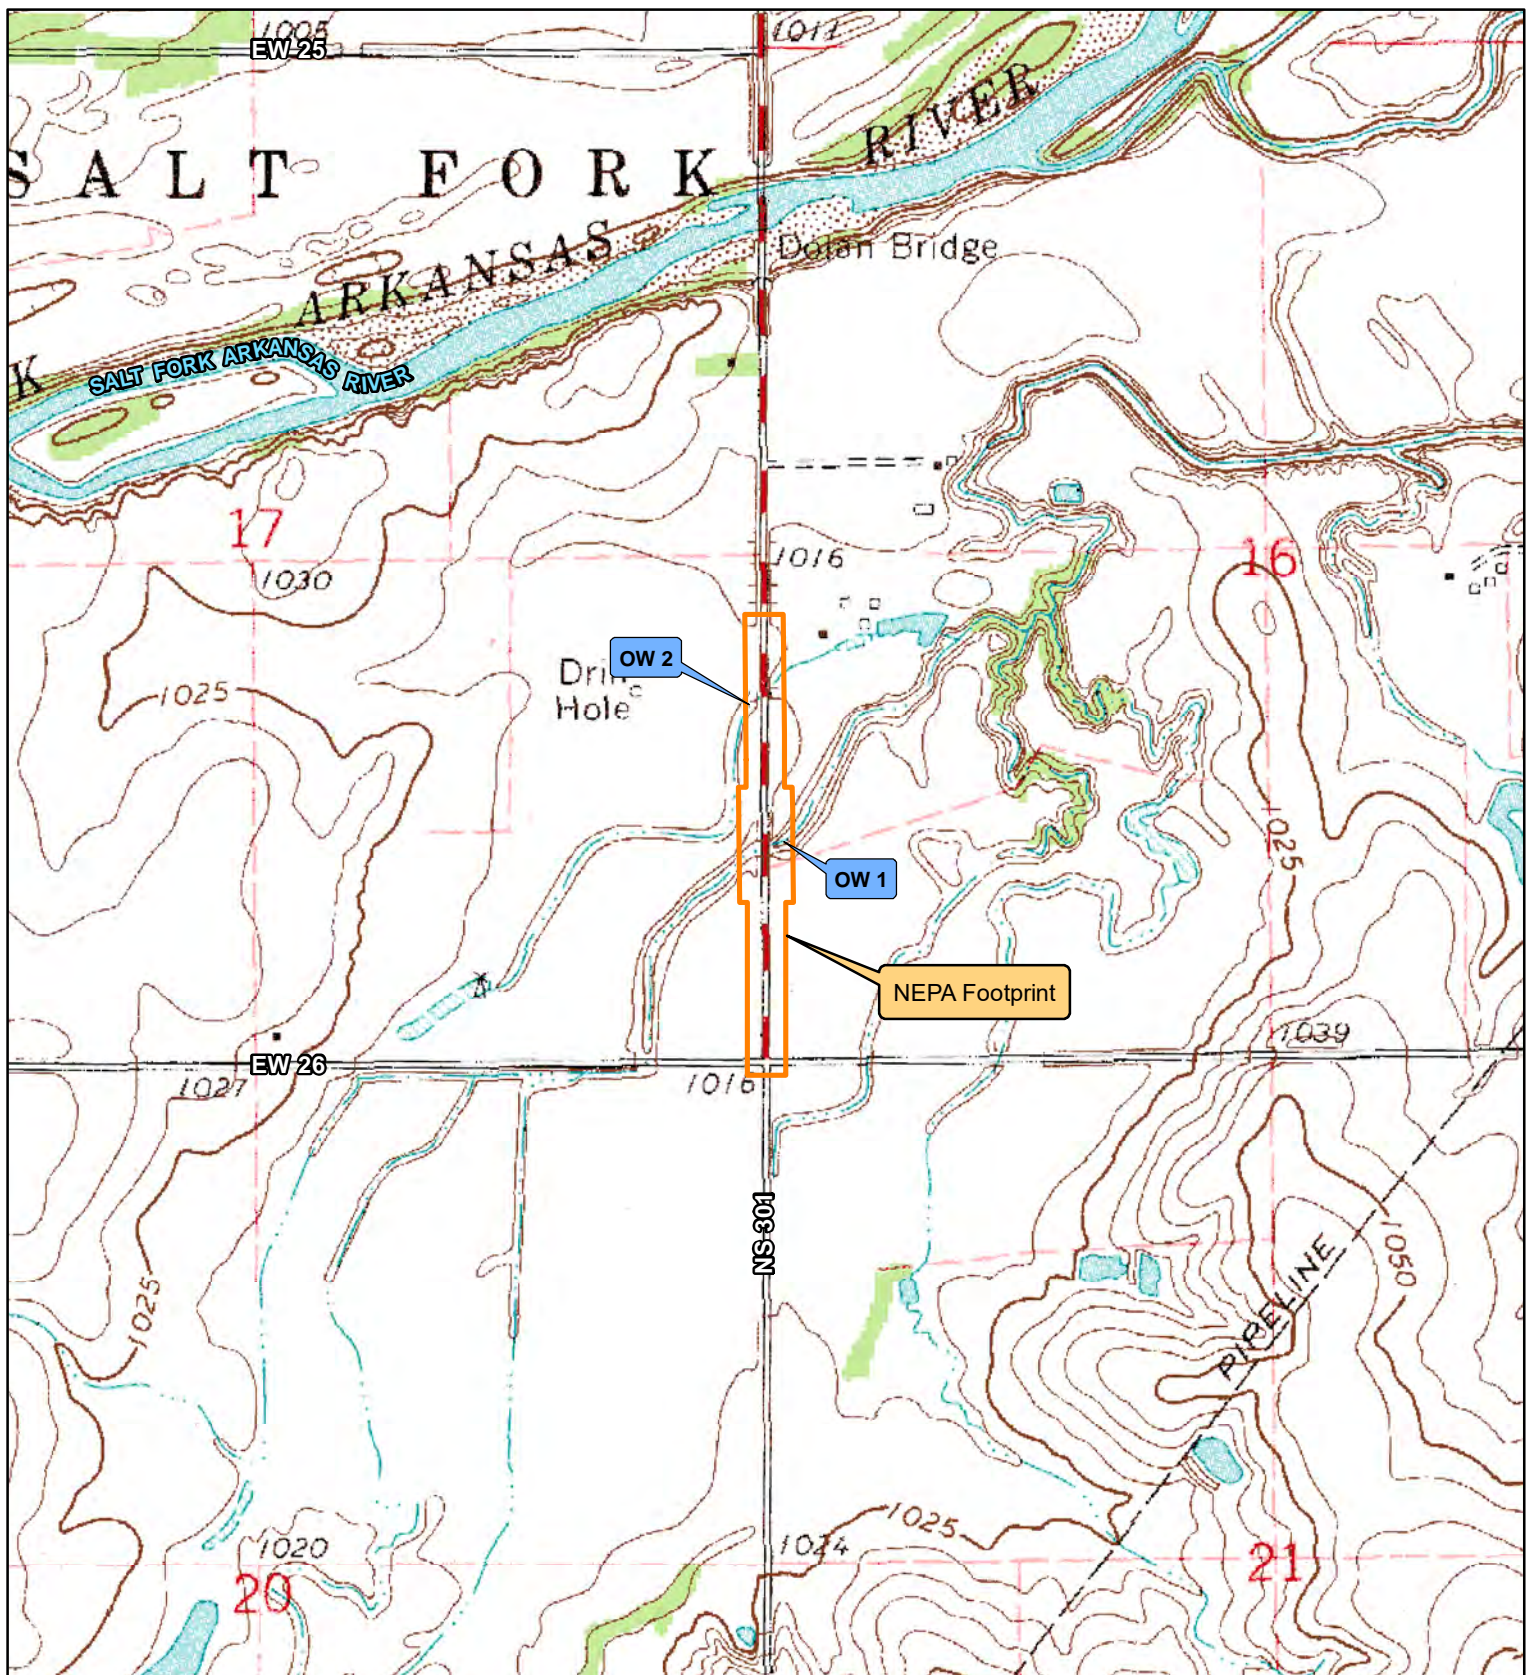 1005
EW 25
1011
SALT FORK
ARKANSAS
RIVER
Dolan Bridge
K
SALT FORK ARKANSAS RIVER
17
1030
1016
16
OW 2
Drill
Hole
1025
OW 1
1025
NEPA Footprint
1039
EW 26
1027
1016
NS 301
1025
PIPELINE
1050
1025
1020
1024
20
21